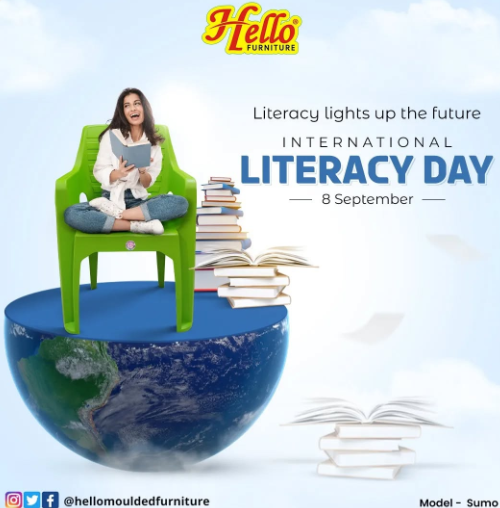 Hello
FURNITURE
Literacy lights up the future
INTERNATIONAL
LITERACY DAY
8 September
@hellomouldedfurniture
Model - Sumo